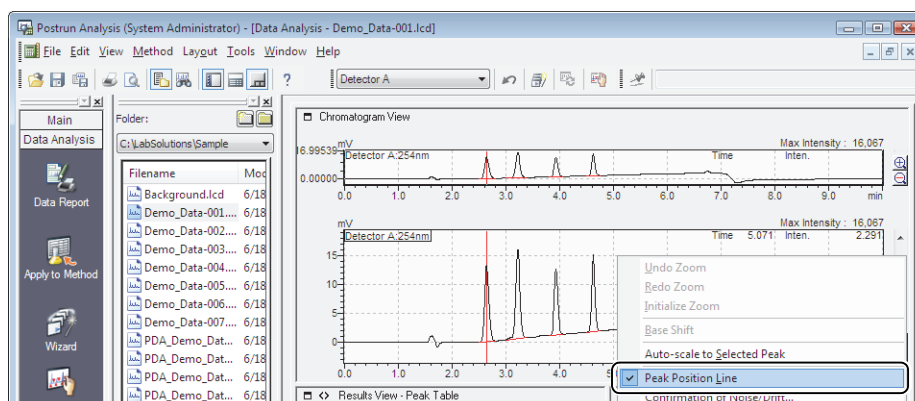 Postrun Analysis (System Administrator) - [Data Analysis - Demo_Data-001.lcd]
File Edit View Method Layout Tools Window Help
? Detector A
Main
Data Analysis
Data Report
Apply to Method
Wizard
Folder:
C:\LabSolutions\Sample
Filename Mod
Background.lcd 6/18
Demo_Data-001.... 6/18
Demo_Data-002.... 6/18
Demo_Data-003.... 6/18
Demo_Data-004.... 6/18
Demo_Data-005.... 6/18
Demo_Data-006.... 6/18
Demo_Data-007.... 6/18
PDA_Demo_Dat... 6/18
PDA_Demo_Dat... 6/18
PDA_Demo_Dat... 6/18
PDA_Demo_Dat... 6/18
Chromatogram View
mV Max Intensity : 16,067
16.99539 Detector A:254nm Time Inten.
0.00000
0.0 1.0 2.0 3.0 4.0 5.0 6.0 7.0 8.0 9.0 min
mV Max Intensity : 16,067
Detector A:254nm Time 5.071 Inten. 2.291
15
10
5
0
0.0 1.0 2.0 3.0 4.0
Results View - Peak Table
Undo Zoom
Redo Zoom
Initialize Zoom
Base Shift
Auto-scale to Selected Peak
Peak Position Line
Confirmation of Noise/Drift...